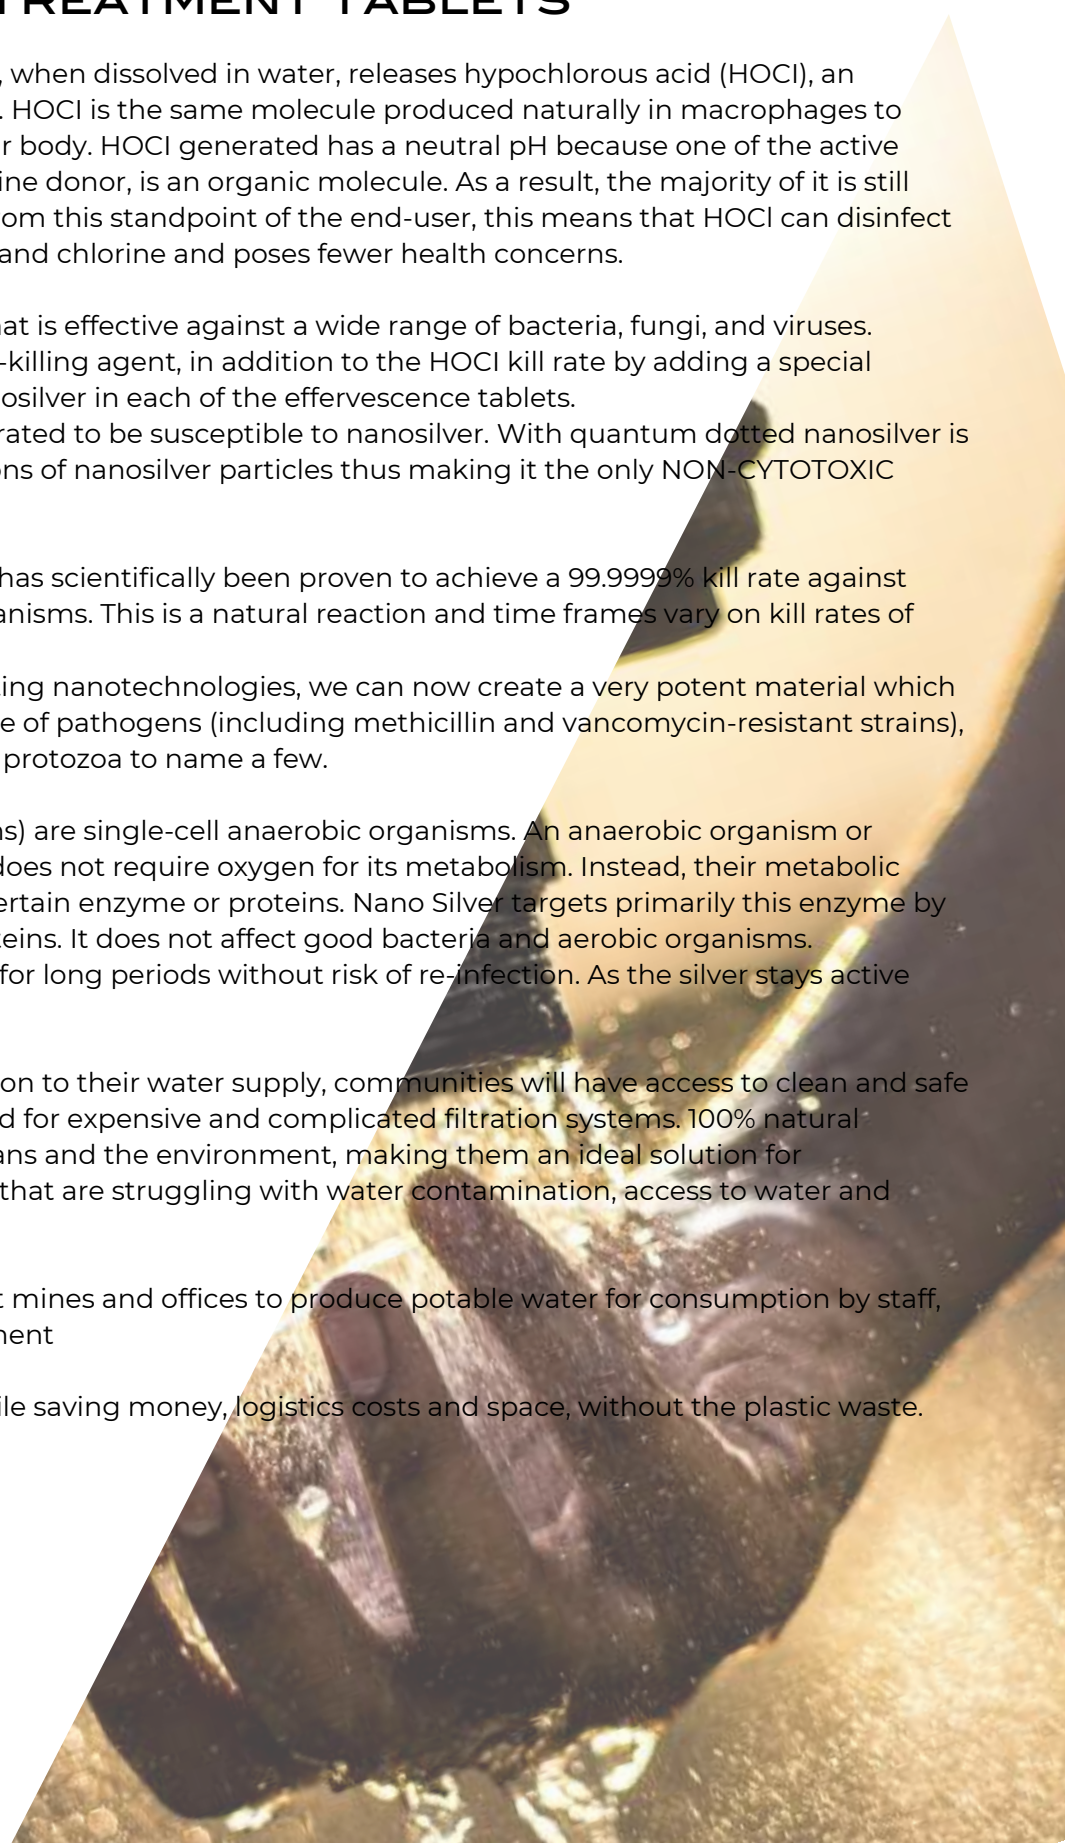 TREATMENT TABLETS
, when dissolved in water, releases hypochlorous acid (HOCI), an
. HOCI is the same molecule produced naturally in macrophages to
r body. HOCI generated has a neutral pH because one of the active
ine donor, is an organic molecule. As a result, the majority of it is still
om this standpoint of the end-user, this means that HOCl can disinfect
and chlorine and poses fewer health concerns.
at is effective against a wide range of bacteria, fungi, and viruses.
-killing agent, in addition to the HOCI kill rate by adding a special
osilver in each of the effervescence tablets.
rated to be susceptible to nanosilver. With quantum dotted nanosilver is
ons of nanosilver particles thus making it the only NON-CYTOTOXIC
has scientifically been proven to achieve a 99.9999% kill rate against
anisms. This is a natural reaction and time frames vary on kill rates of
ting nanotechnologies, we can now create a very potent material which
e of pathogens (including methicillin and vancomycin-resistant strains),
protozoa to name a few.
ns) are single-cell anaerobic organisms. An anaerobic organism or
does not require oxygen for its metabolism. Instead, their metabolic
ertain enzyme or proteins. Nano Silver targets primarily this enzyme by
teins. It does not affect good bacteria and aerobic organisms.
for long periods without risk of re-infection. As the silver stays active
on to their water supply, communities will have access to clean and safe
d for expensive and complicated filtration systems. 100% natural
ans and the environment, making them an ideal solution for
that are struggling with water contamination, access to water and
t mines and offices to produce potable water for consumption by staff,
ment
ile saving money, logistics costs and space, without the plastic waste.